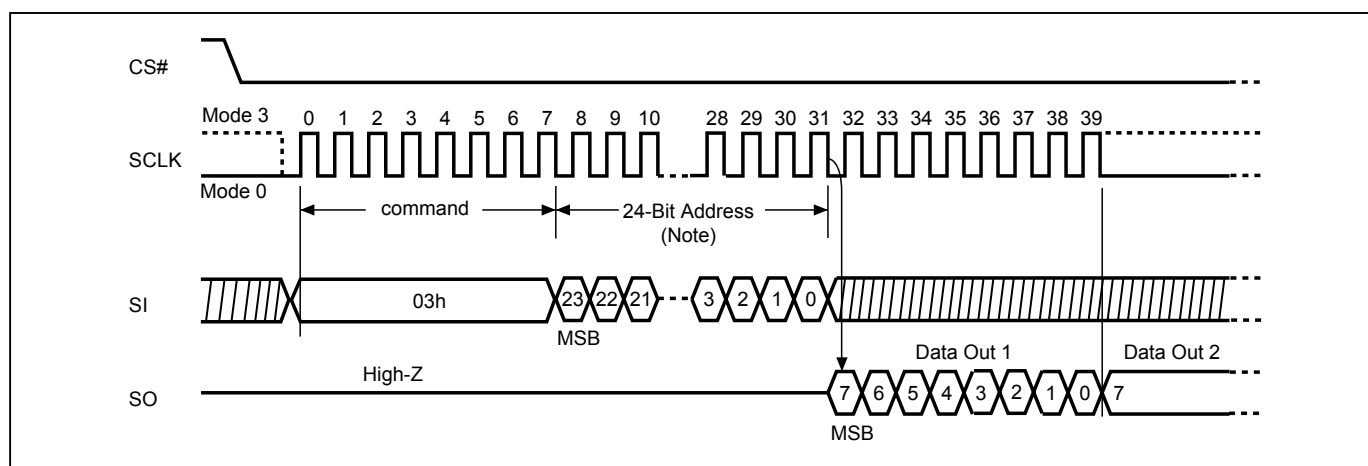 CS#
Mode 3 0 1 2 3 4 5 6 7 8 9 10 28 29 30 31 32 33 34 35 36 37 38 39
SCLK
Mode 0
command 24-Bit Address
(Note)
SI 03h 23 22 21 3 2 1 0
MSB
Data Out 1 Data Out 2
High-Z
SO 7 6 5 4 3 2 1 0 7
MSB